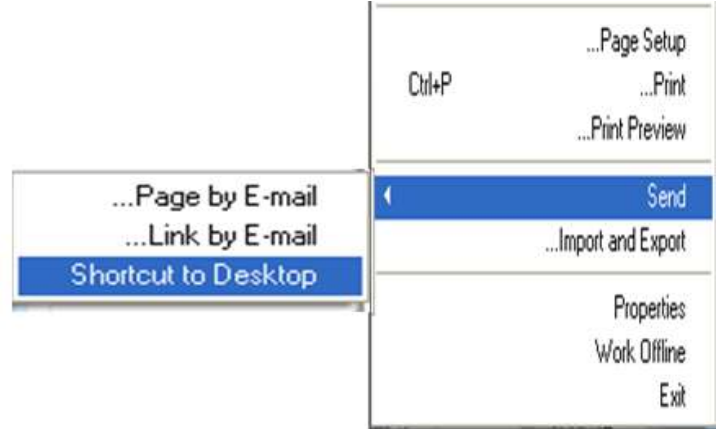 ...Page Setup
Ctrl+P ...Print
...Print Preview
Send
...Page by E-mail
...Link by E-mail
Shortcut to Desktop
...Import and Export
Properties
Work Offline
Exit